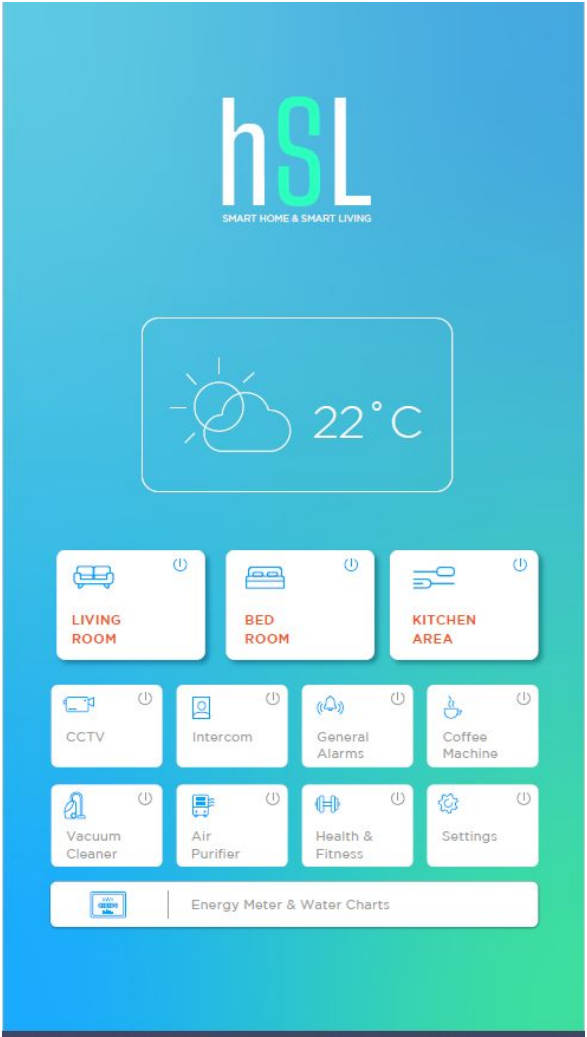 hSL
SMART HOME & SMART LIVING
22°C
LIVING
ROOM
BED
ROOM
KITCHEN
AREA
CCTV
Intercom
General
Alarms
Coffee
Machine
Vacuum
Cleaner
Air
Purifier
Health &
Fitness
Settings
Energy Meter & Water Charts